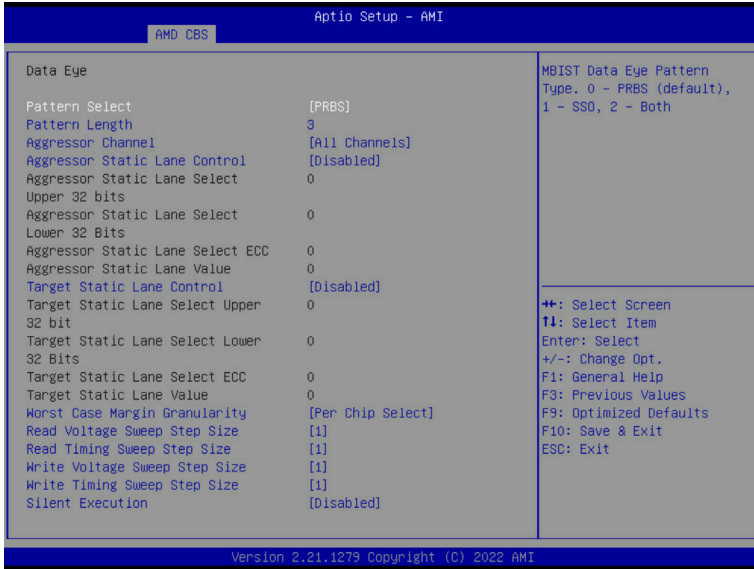 Aptio Setup – AMI
AMD CBS
Data Eye
Pattern Select [PRBS]
Pattern Length 3
Aggressor Channel [All Channels]
Aggressor Static Lane Control [Disabled]
Aggressor Static Lane Select 0
Upper 32 bits
Aggressor Static Lane Select 0
Lower 32 Bits
Aggressor Static Lane Select ECC 0
Aggressor Static Lane Value 0
Target Static Lane Control [Disabled]
Target Static Lane Select Upper 0
32 bit
Target Static Lane Select Lower 0
32 Bits
Target Static Lane Select ECC 0
Target Static Lane Value 0
Worst Case Margin Granularity [Per Chip Select]
Read Voltage Sweep Step Size [1]
Read Timing Sweep Step Size [1]
Write Voltage Sweep Step Size [1]
Write Timing Sweep Step Size [1]
Silent Execution [Disabled]
MBIST Data Eye Pattern
Type. 0 – PRBS (default),
1 – SSO, 2 – Both
→←: Select Screen
↑↓: Select Item
Enter: Select
+/-: Change Opt.
F1: General Help
F3: Previous Values
F9: Optimized Defaults
F10: Save & Exit
ESC: Exit
Version 2.21.1279 Copyright (C) 2022 AMI